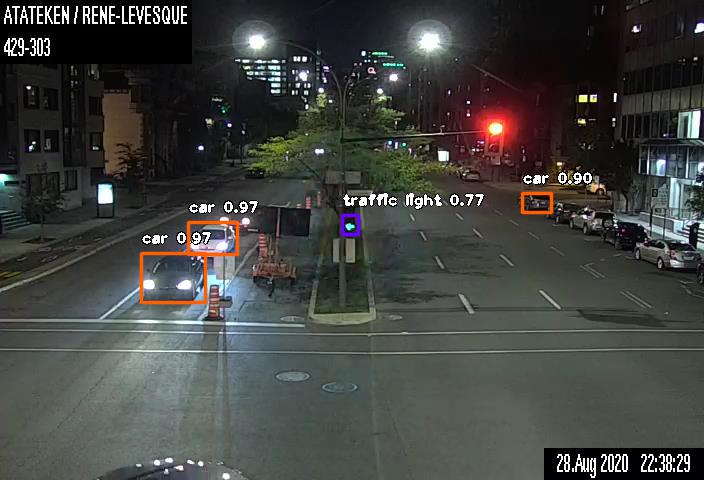 ATATEKEN / RENE-LEVESQUE
429-303
car 0.90
traffic light 0.77
car 0.97
car 0.97
28.Aug 2020 22:38:29